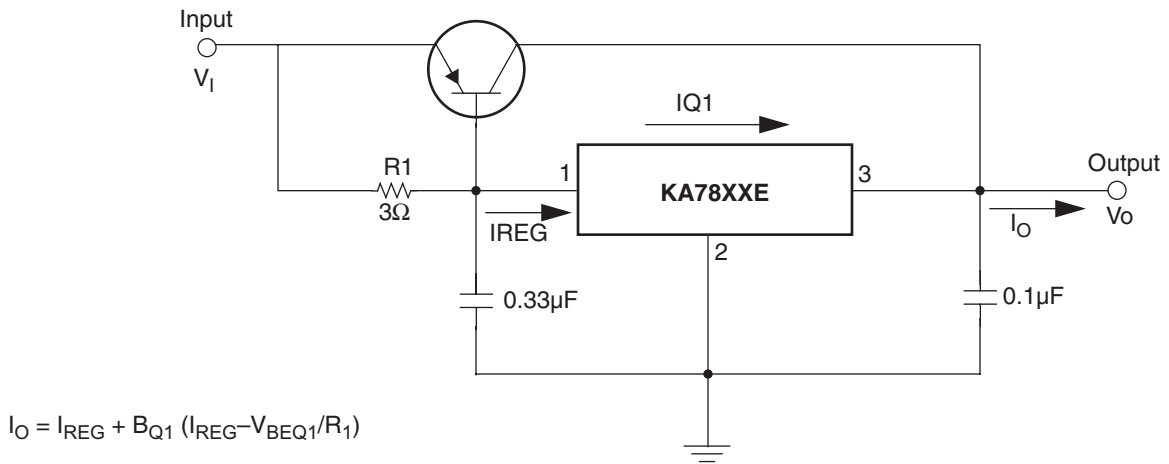 Input
V_I
IQ1
R1
3Ω
1
KA78XXE
3
Output
Vo
IREG
I_O
2
0.33µF
0.1µF
I_O = I_REG + B_Q1 (I_REG–V_BEQ1/R_1)